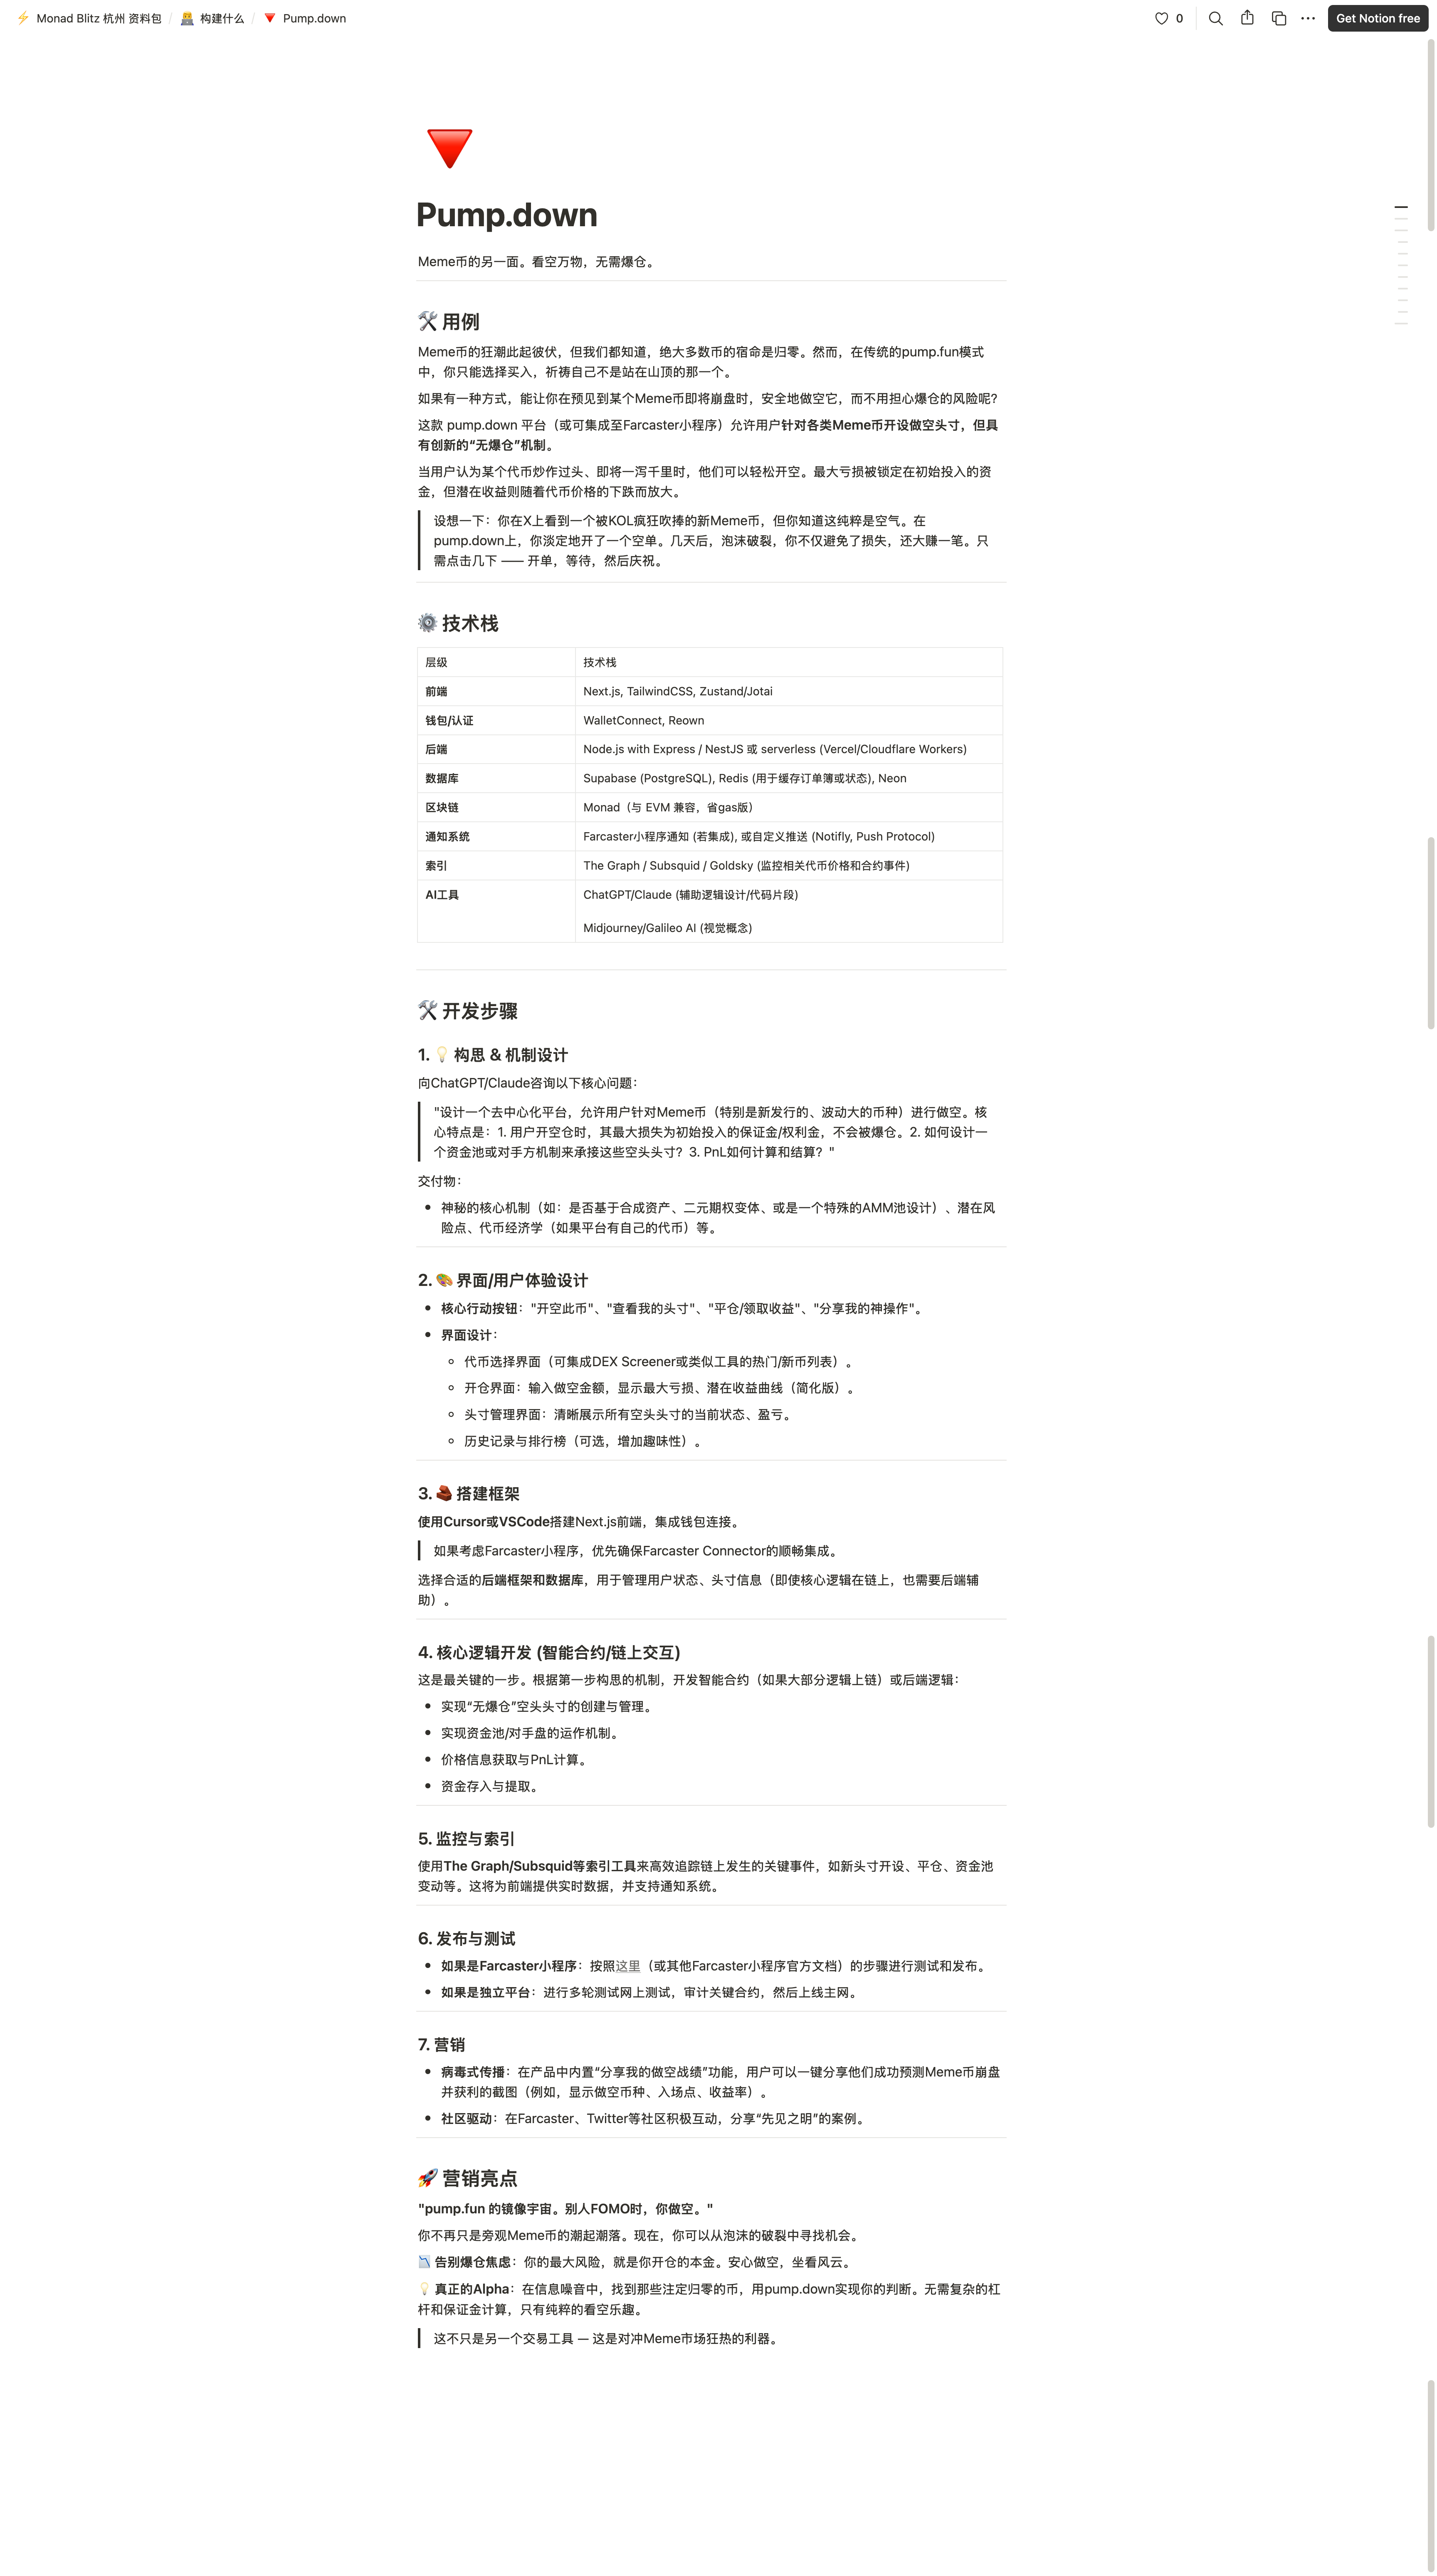 Monad Blitz 杭州 资料包 / 构建什么 / Pump.down
0
Get Notion free
Pump.down
Meme币的另一面。看空万物，无需爆仓。
用例
Meme币的狂潮此起彼伏，但我们都知道，绝大多数币的宿命是归零。然而，在传统的pump.fun模式
中，你只能选择买入，祈祷自己不是站在山顶的那一个。
如果有一种方式，能让你在预见到某个Meme币即将崩盘时，安全地做空它，而不用担心爆仓的风险呢？
这款 pump.down 平台（或可集成至Farcaster小程序）允许用户针对各类Meme币开设做空头寸，但具
有创新的“无爆仓”机制。
当用户认为某个代币炒作过头、即将一泻千里时，他们可以轻松开空。最大亏损被锁定在初始投入的资
金，但潜在收益则随着代币价格的下跌而放大。
设想一下：你在X上看到一个被KOL疯狂吹捧的新Meme币，但你知道这纯粹是空气。在
pump.down上，你淡定地开了一个空单。几天后，泡沫破裂，你不仅避免了损失，还大赚一笔。只
需点击几下 —— 开单，等待，然后庆祝。
技术栈
层级 技术栈
前端 Next.js, TailwindCSS, Zustand/Jotai
钱包/认证 WalletConnect, Reown
后端 Node.js with Express / NestJS 或 serverless (Vercel/Cloudflare Workers)
数据库 Supabase (PostgreSQL), Redis (用于缓存订单簿或状态), Neon
区块链 Monad（与 EVM 兼容，省gas版）
通知系统 Farcaster小程序通知 (若集成), 或自定义推送 (Notifly, Push Protocol)
索引 The Graph / Subsquid / Goldsky (监控相关代币价格和合约事件)
AI工具 ChatGPT/Claude (辅助逻辑设计/代码片段)
Midjourney/Galileo AI (视觉概念)
开发步骤
1. 构思 & 机制设计
向ChatGPT/Claude咨询以下核心问题：
"设计一个去中心化平台，允许用户针对Meme币（特别是新发行的、波动大的币种）进行做空。核
心特点是：1. 用户开空仓时，其最大损失为初始投入的保证金/权利金，不会被爆仓。2. 如何设计一
个资金池或对手方机制来承接这些空头头寸？3. PnL如何计算和结算？"
交付物：
• 神秘的核心机制（如：是否基于合成资产、二元期权变体、或是一个特殊的AMM池设计）、潜在风
险点、代币经济学（如果平台有自己的代币）等。
2. 界面/用户体验设计
• 核心行动按钮："开空此币"、"查看我的头寸"、"平仓/领取收益"、"分享我的神操作"。
• 界面设计：
◦ 代币选择界面（可集成DEX Screener或类似工具的热门/新币列表）。
◦ 开仓界面：输入做空金额，显示最大亏损、潜在收益曲线（简化版）。
◦ 头寸管理界面：清晰展示所有空头头寸的当前状态、盈亏。
◦ 历史记录与排行榜（可选，增加趣味性）。
3. 搭建框架
使用Cursor或VSCode搭建Next.js前端，集成钱包连接。
如果考虑Farcaster小程序，优先确保Farcaster Connector的顺畅集成。
选择合适的后端框架和数据库，用于管理用户状态、头寸信息（即使核心逻辑在链上，也需要后端辅
助）。
4. 核心逻辑开发 (智能合约/链上交互)
这是最关键的一步。根据第一步构思的机制，开发智能合约（如果大部分逻辑上链）或后端逻辑：
• 实现“无爆仓”空头头寸的创建与管理。
• 实现资金池/对手盘的运作机制。
• 价格信息获取与PnL计算。
• 资金存入与提取。
5. 监控与索引
使用The Graph/Subsquid等索引工具来高效追踪链上发生的关键事件，如新头寸开设、平仓、资金池
变动等。这将为前端提供实时数据，并支持通知系统。
6. 发布与测试
• 如果是Farcaster小程序：按照这里（或其他Farcaster小程序官方文档）的步骤进行测试和发布。
• 如果是独立平台：进行多轮测试网上测试，审计关键合约，然后上线主网。
7. 营销
• 病毒式传播：在产品中内置“分享我的做空战绩”功能，用户可以一键分享他们成功预测Meme币崩盘
并获利的截图（例如，显示做空币种、入场点、收益率）。
• 社区驱动：在Farcaster、Twitter等社区积极互动，分享“先见之明”的案例。
营销亮点
"pump.fun 的镜像宇宙。别人FOMO时，你做空。"
你不再只是旁观Meme币的潮起潮落。现在，你可以从泡沫的破裂中寻找机会。
告别爆仓焦虑：你的最大风险，就是你开仓的本金。安心做空，坐看风云。
真正的Alpha：在信息噪音中，找到那些注定归零的币，用pump.down实现你的判断。无需复杂的杠
杆和保证金计算，只有纯粹的看空乐趣。
这不只是另一个交易工具 — 这是对冲Meme市场狂热的利器。